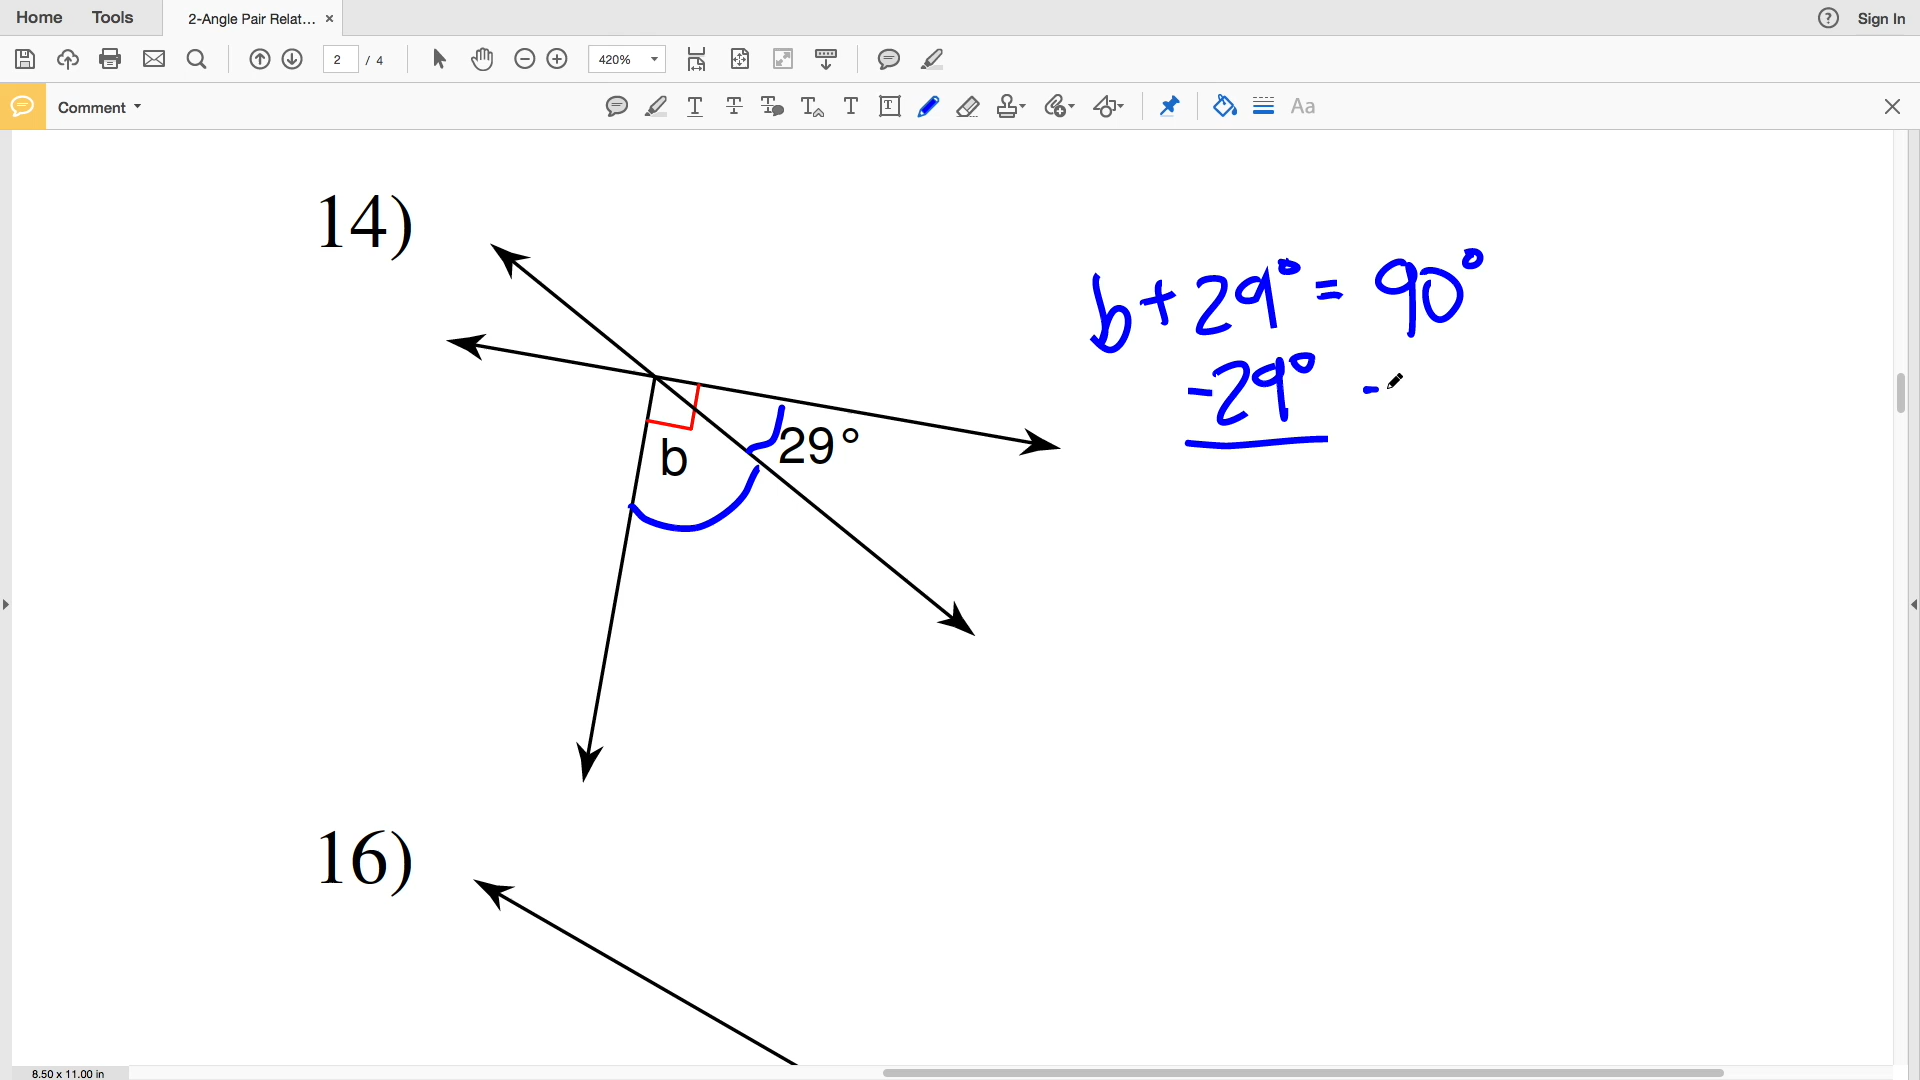 Home Tools 2-Angle Pair Relat... × ? Sign In
2 / 4 420%
Comment T T T T T T Aa
14)
b + 29° = 90°
-29° -
29°
b
16)
8.50 x 11.00 in